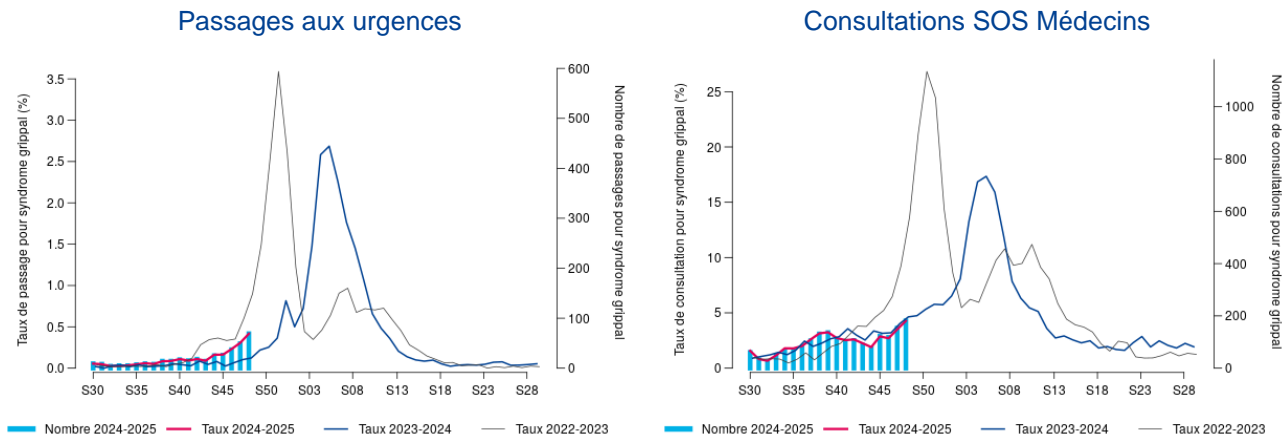 Passages aux urgences
Taux de passage pour syndrome grippal (%)
3.5
3.0
2.5
2.0
1.5
1.0
0.5
0.0
600
500
400
300
200
100
0
Nombre de passages pour syndrome grippal
S30 S35 S40 S45 S50 S03 S08 S13 S18 S23 S28
Nombre 2024-2025 Taux 2024-2025 Taux 2023-2024 Taux 2022-2023
Consultations SOS Médecins
Taux de consultation pour syndrome grippal (%)
25
20
15
10
5
0
1000
800
600
400
200
0
Nombre de consultations pour syndrome grippal
S30 S35 S40 S45 S50 S03 S08 S13 S18 S23 S28
Nombre 2024-2025 Taux 2024-2025 Taux 2023-2024 Taux 2022-2023